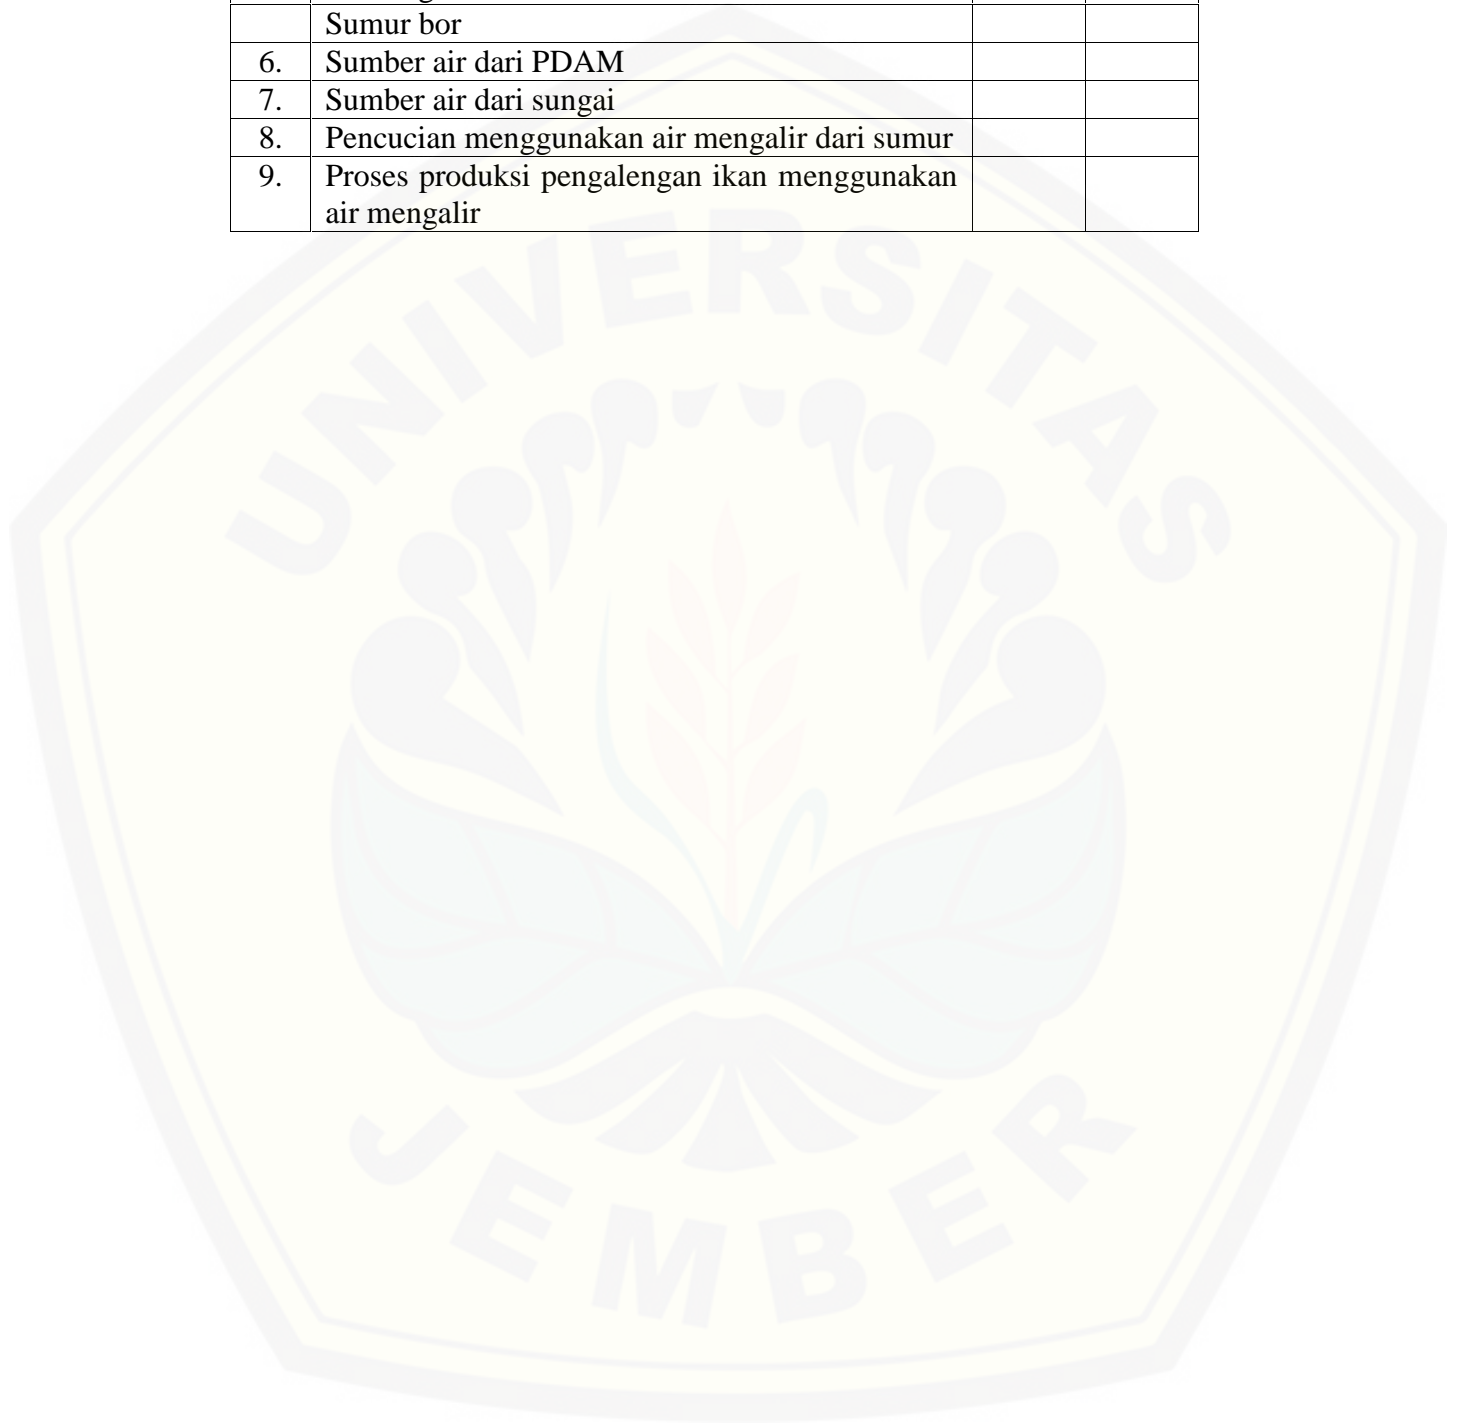 Sumur bor
6. Sumber air dari PDAM
7. Sumber air dari sungai
8. Pencucian menggunakan air mengalir dari sumur
9. Proses produksi pengalengan ikan menggunakan
air mengalir
UNIVERSITAS
JEMBER